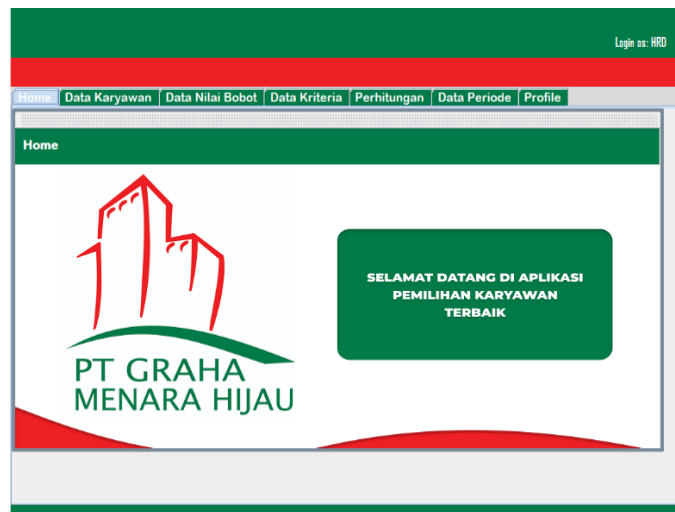 Login as: HRD
Home Data Karyawan Data Nilai Bobot Data Kriteria Perhitungan Data Periode Profile
Home
SELAMAT DATANG DI APLIKASI
PEMILIHAN KARYAWAN
TERBAIK
PT GRAHA
MENARA HIJAU